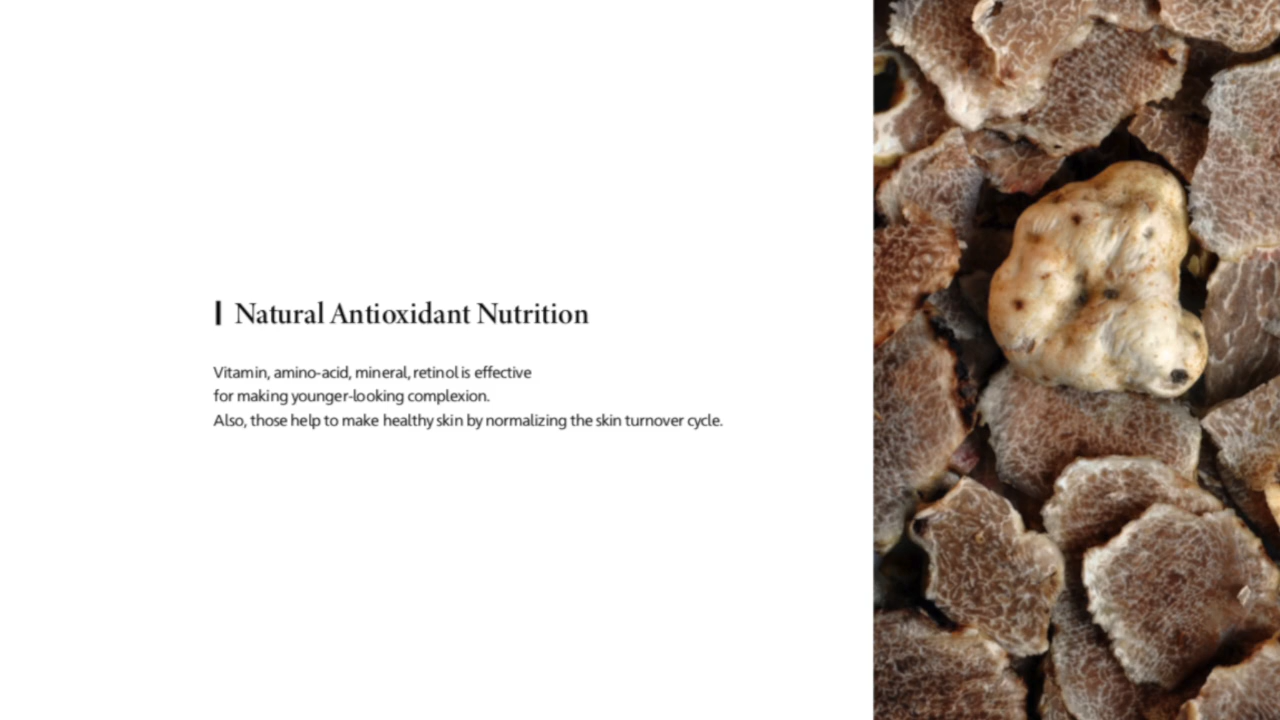 Natural Antioxidant Nutrition
Vitamin, amino-acid, mineral, retinol is effective
for making younger-looking complexion.
Also, those help to make healthy skin by normalizing the skin turnover cycle.